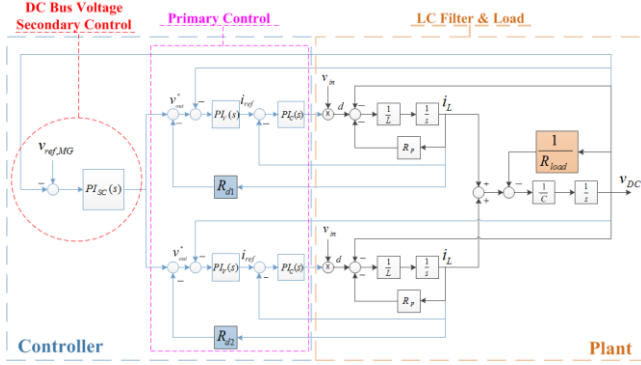 DC Bus Voltage
Secondary Control
Primary Control
LC Filter & Load
v_ref,MG
−
PI_SC(s)
v*_out
−
−
PI_v(s)
i_ref
−
PI_C(s)
v_in
x
d
−
−
1/L
1/s
i_L
R_P
R_d1
+
+
−
1/R_load
1/C
1/s
v_DC
v*_out
−
−
PI_v(s)
i_ref
−
PI_C(s)
v_in
x
d
−
−
1/L
1/s
i_L
R_P
R_d2
Controller
Plant